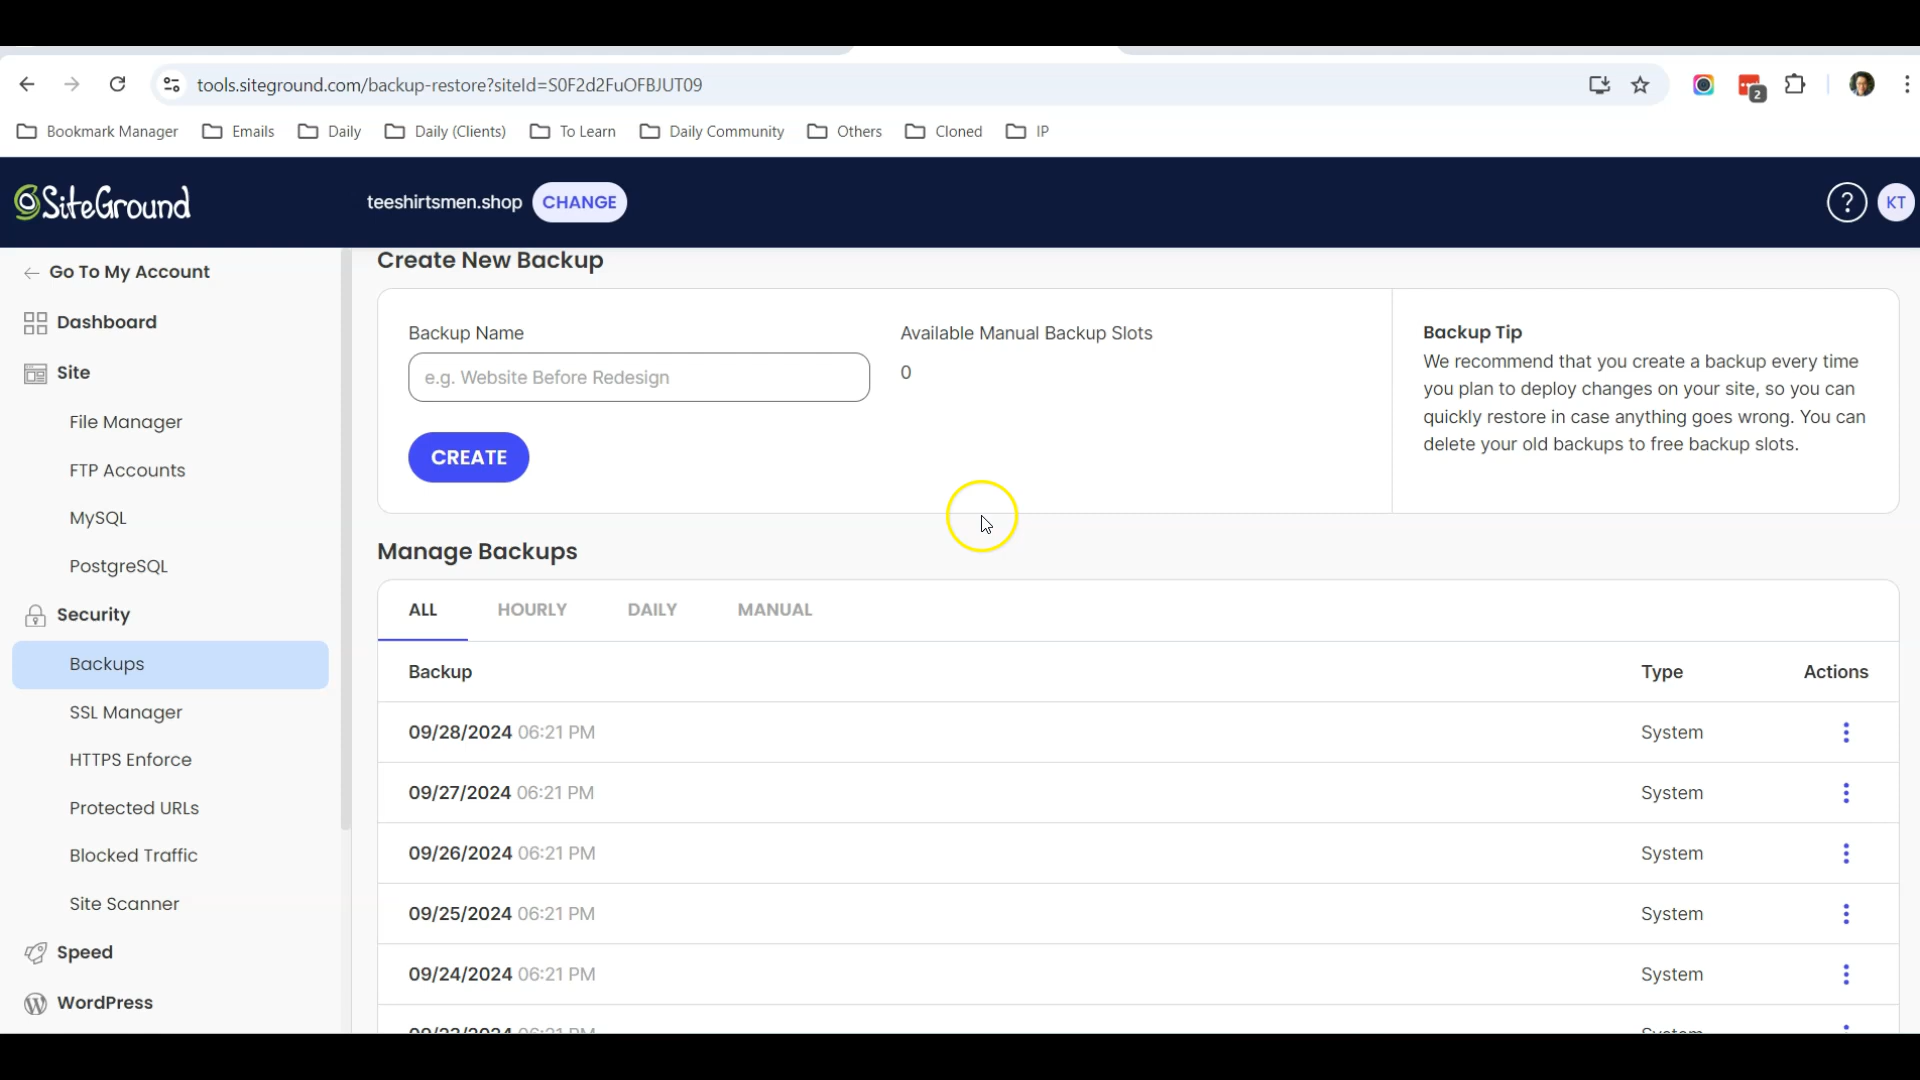 tools.siteground.com/backup-restore?siteId=S0F2d2FuOFBJUT09
2
Bookmark Manager Emails Daily Daily (Clients) To Learn Daily Community Others Cloned IP
SiteGround teeshirtsmen.shop CHANGE ? KT
Go To My Account
Dashboard
Site
File Manager
FTP Accounts
MySQL
PostgreSQL
Security
Backups
SSL Manager
HTTPS Enforce
Protected URLs
Blocked Traffic
Site Scanner
Speed
WordPress
Create New Backup
Backup Name
e.g. Website Before Redesign
CREATE
Available Manual Backup Slots
0
Backup Tip
We recommend that you create a backup every time
you plan to deploy changes on your site, so you can
quickly restore in case anything goes wrong. You can
delete your old backups to free backup slots.
Manage Backups
ALL HOURLY DAILY MANUAL
Backup Type Actions
09/28/2024 06:21 PM System
09/27/2024 06:21 PM System
09/26/2024 06:21 PM System
09/25/2024 06:21 PM System
09/24/2024 06:21 PM System